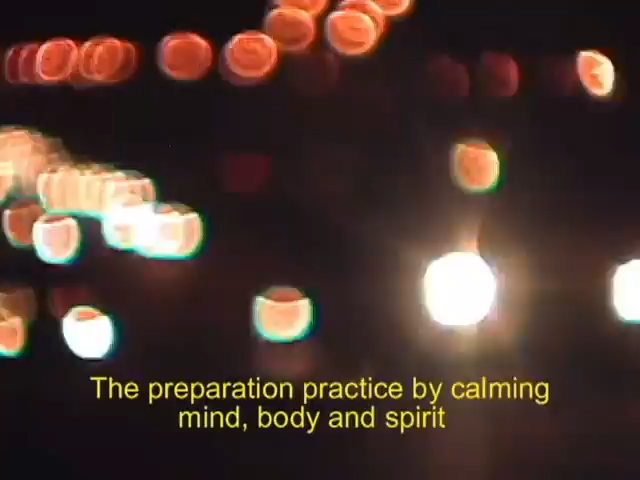 The preparation practice by calming
mind, body and spirit